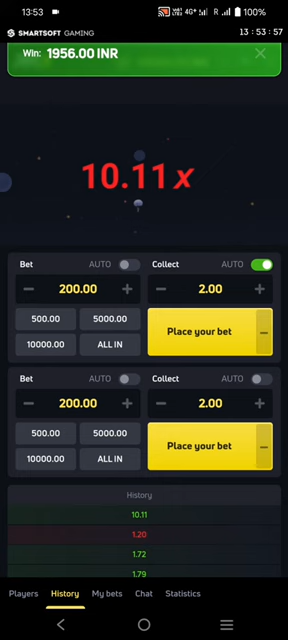 13:53 4G+ R 100%
SMARTSOFT GAMING 13:53:57
Win: 1956.00 INR
10.11x
Bet AUTO Collect AUTO
200.00 2.00
500.00 5000.00 Place your bet
10000.00 ALL IN
Bet AUTO Collect AUTO
200.00 2.00
500.00 5000.00 Place your bet
10000.00 ALL IN
History
10.11
1.20
1.72
1.79
Players History My bets Chat Statistics